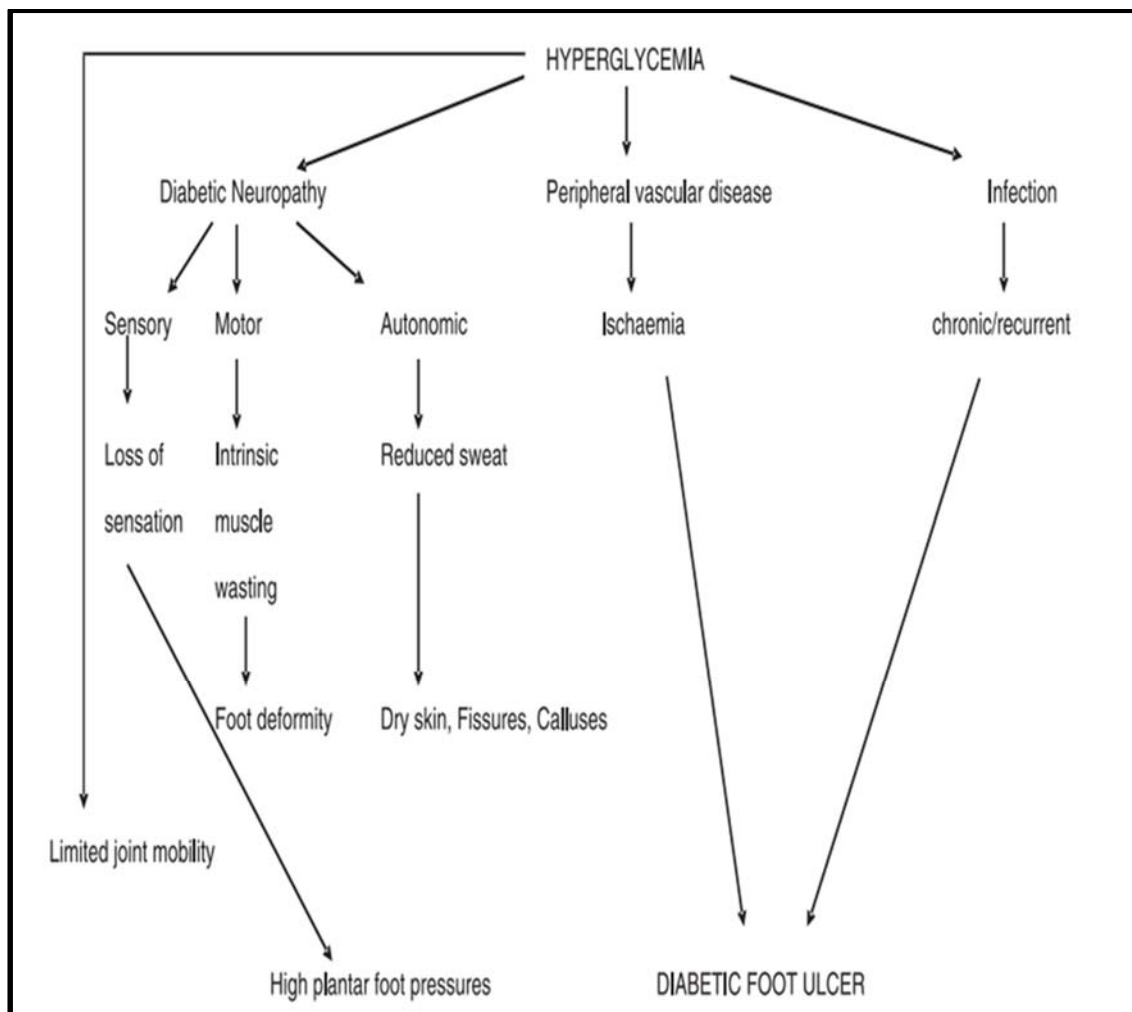 HYPERGLYCEMIA
Diabetic Neuropathy
Peripheral vascular disease
Infection
Sensory
Motor
Autonomic
Ischaemia
chronic/recurrent
Loss of
sensation
Intrinsic
muscle
wasting
Reduced sweat
Foot deformity
Dry skin, Fissures, Calluses
Limited joint mobility
High plantar foot pressures
DIABETIC FOOT ULCER